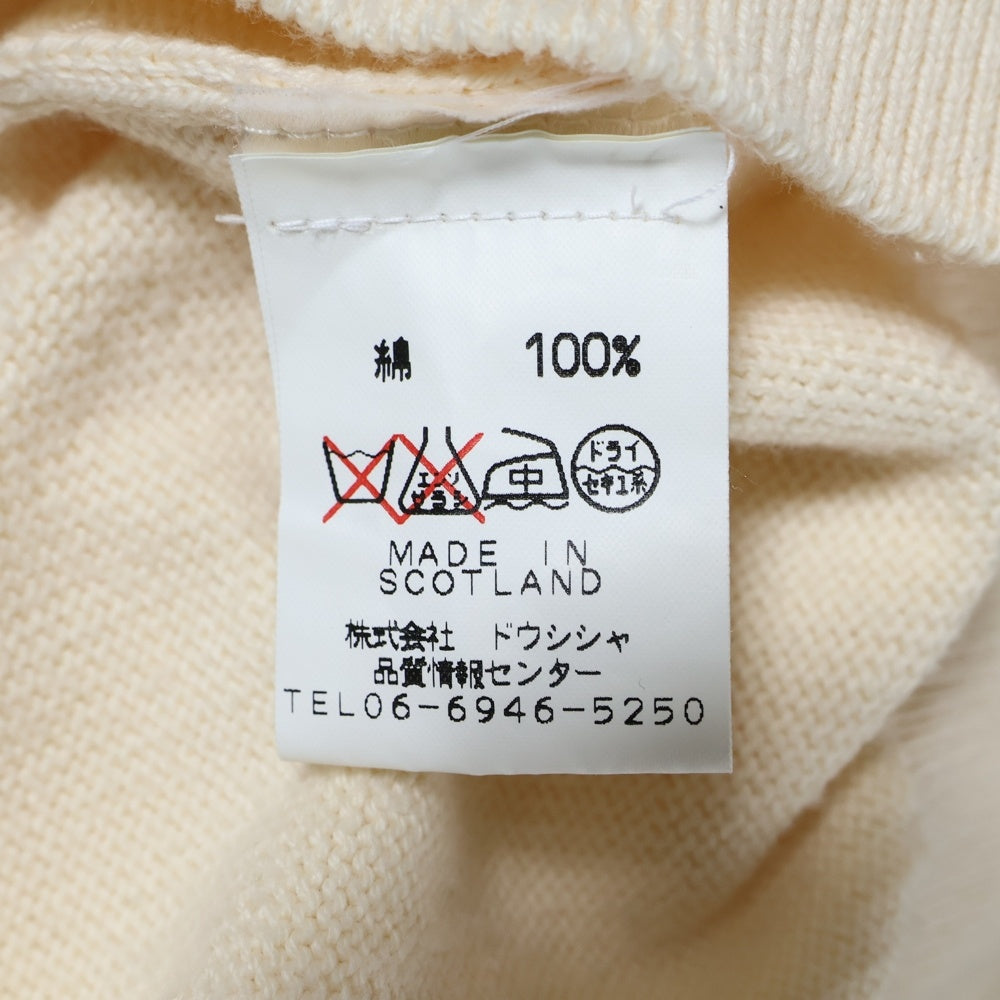 綿 100%
エンソ サラシ 中 ドライ セキユ系
MADE IN
SCOTLAND
株式会社 ドウシシャ
品質情報センター
TEL06-6946-5250